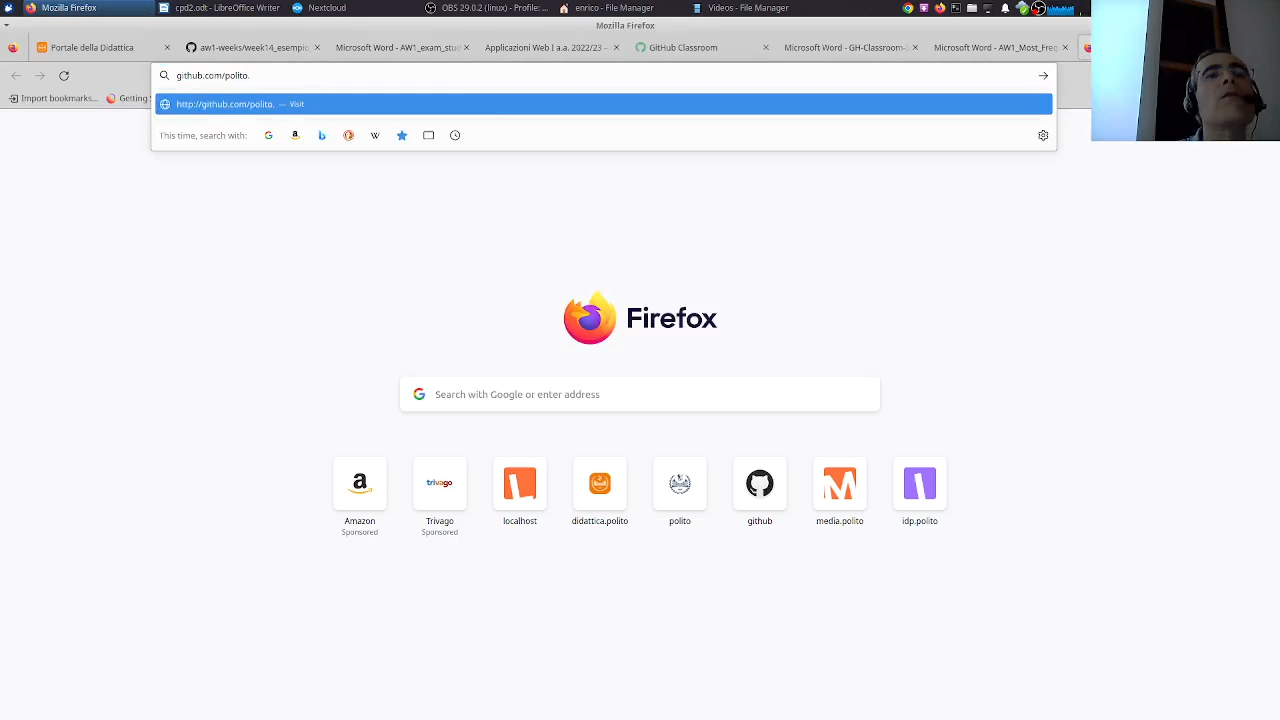 Mozilla Firefox
cpd2.odt - LibreOffice Writer
Nextcloud
OBS 29.0.2 (linux) - Profile: ...
enrico - File Manager
Videos - File Manager
Mozilla Firefox
Portale della Didattica
aw1-weeks/week14_esempio
Microsoft Word - AW1_exam_stud
Applicazioni Web I a.a. 2022/23 –
GitHub Classroom
Microsoft Word - GH-Classroom-
Microsoft Word - AW1_Most_Freq
github.com/polito.
Import bookmarks...
Getting S
http://github.com/polito. — Visit
This time, search with:
Firefox
Search with Google or enter address
trivago
Amazon
Sponsored
Trivago
Sponsored
localhost
didattica.polito
polito
github
media.polito
idp.polito